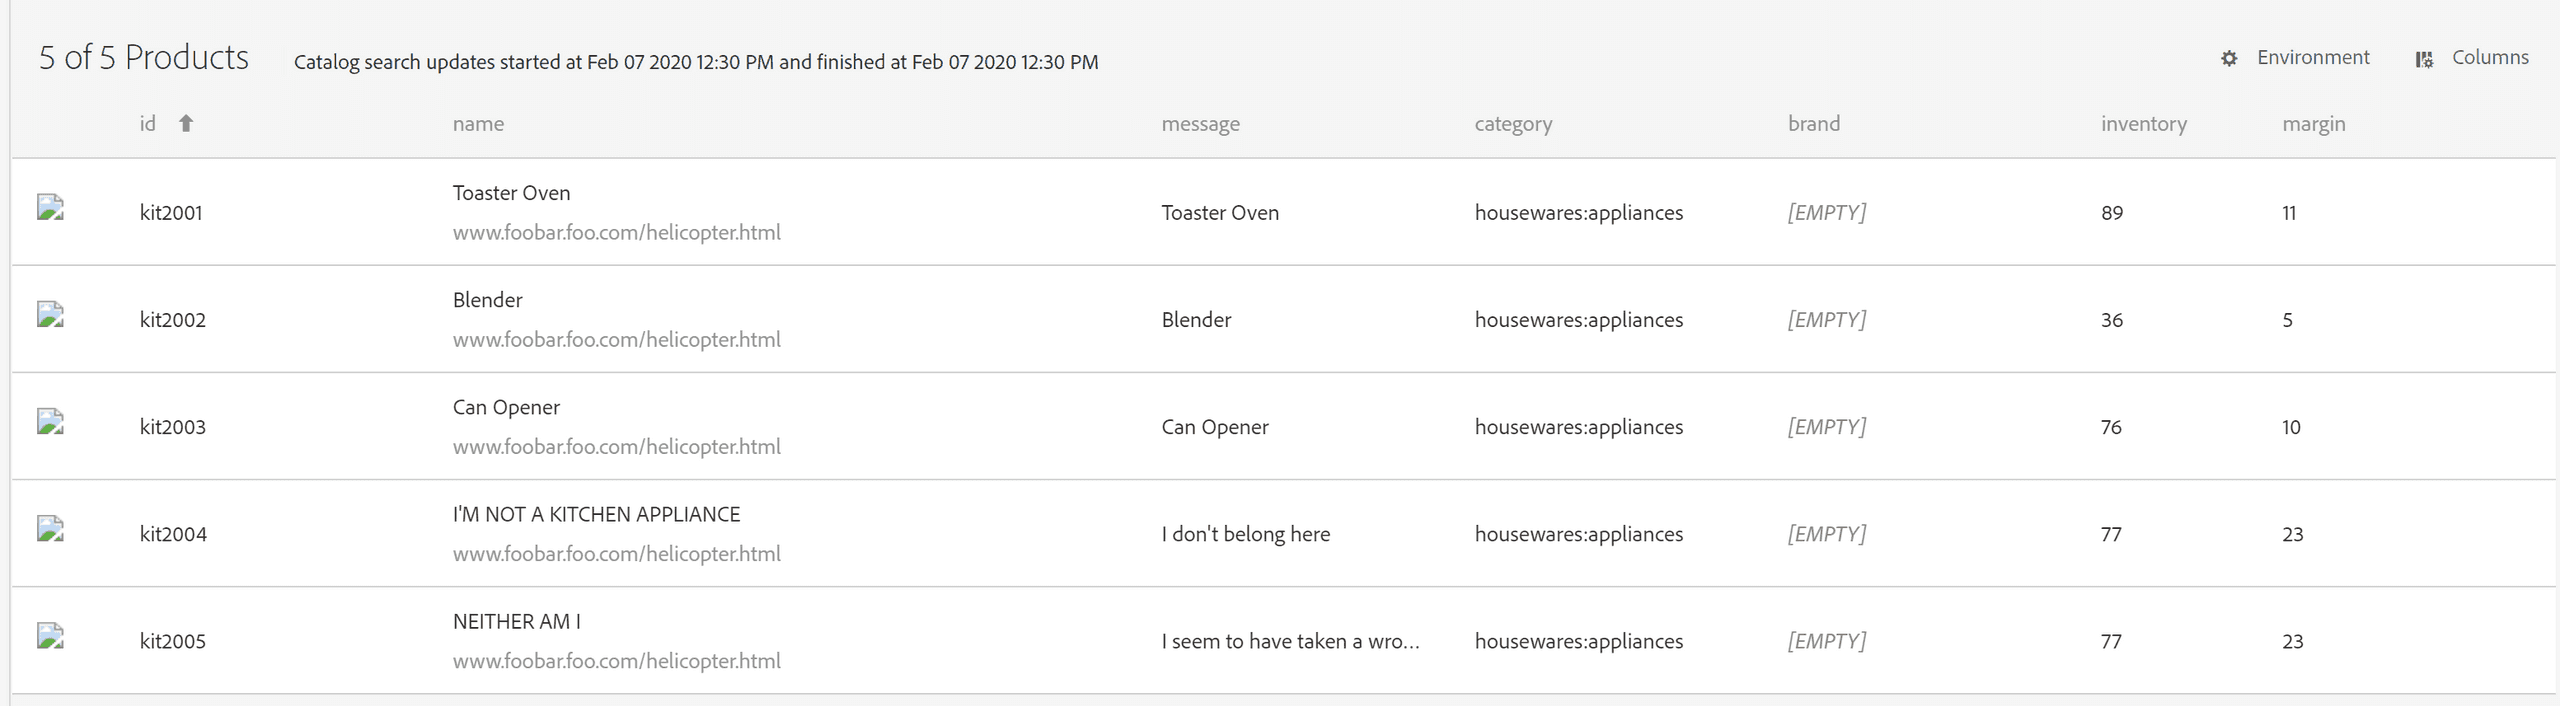 5 of 5 Products Catalog search updates started at Feb 07 2020 12:30 PM and finished at Feb 07 2020 12:30 PM Environment Columns
id name message category brand inventory margin
Toaster Oven
kit2001 Toaster Oven housewares:appliances [EMPTY] 89 11
www.foobar.foo.com/helicopter.html
Blender
kit2002 Blender housewares:appliances [EMPTY] 36 5
www.foobar.foo.com/helicopter.html
Can Opener
kit2003 Can Opener housewares:appliances [EMPTY] 76 10
www.foobar.foo.com/helicopter.html
I'M NOT A KITCHEN APPLIANCE
kit2004 I don't belong here housewares:appliances [EMPTY] 77 23
www.foobar.foo.com/helicopter.html
NEITHER AM I
kit2005 I seem to have taken a wro... housewares:appliances [EMPTY] 77 23
www.foobar.foo.com/helicopter.html